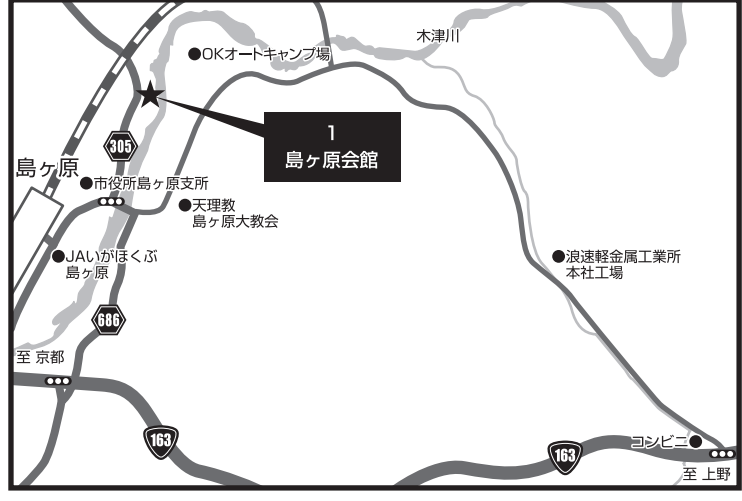 木津川
OKオートキャンプ場
1
島ヶ原会館
305
島ヶ原
市役所島ヶ原支所
天理教
島ヶ原大教会
JAいがほくぶ
島ヶ原
浪速軽金属工業所
本社工場
686
至 京都
163
163
コンビニ
至 上野